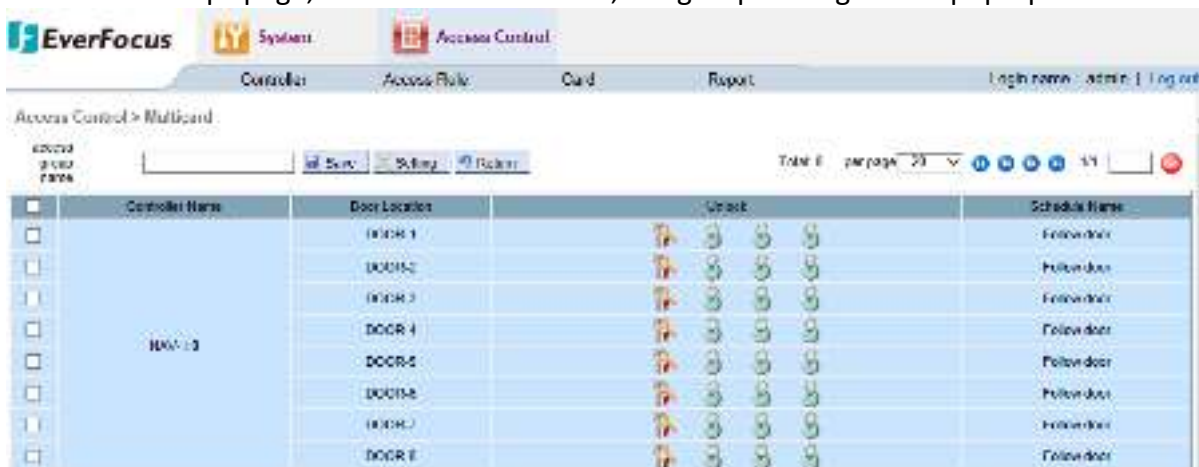 EverFocus System Access Control
Controller Access Rule Card Report Login name : admin | Log out
Access Control > Multicard
access group name Save Setting Return Total: 8 per page 20 1/1
Controller Name Door Location Unlock Schedule Name
DOOR-1 Follow door
DOOR-2 Follow door
DOOR-3 Follow door
DOOR-4 Follow door
DOOR-5 Follow door
DOOR-6 Follow door
DOOR-7 Follow door
DOOR-8 Follow door